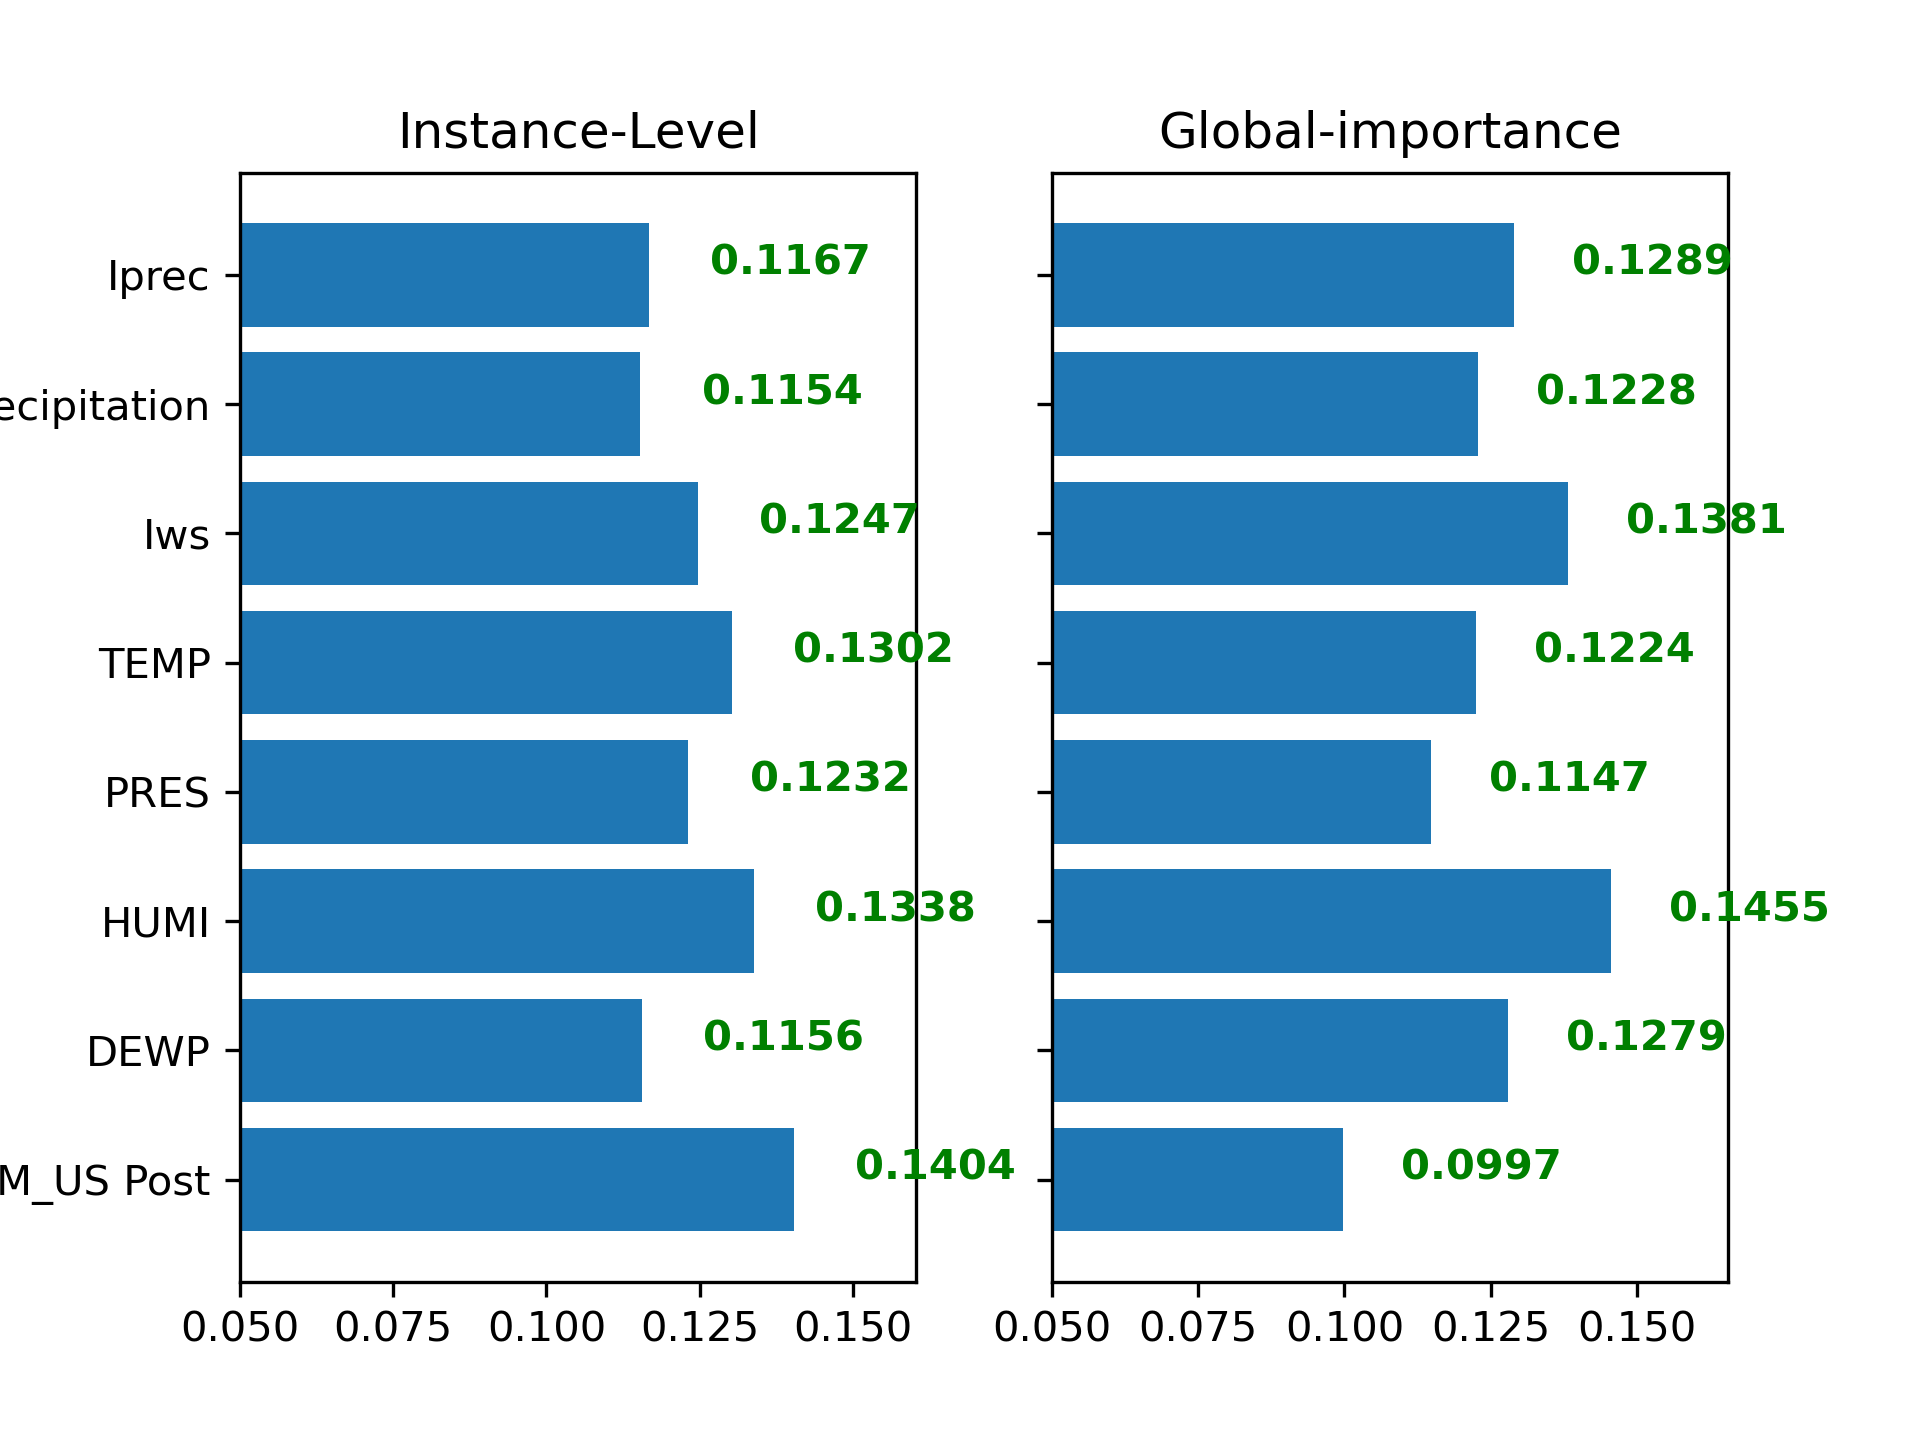 Instance-Level Global-importance
Iprec 0.1167 0.1289
ecipitation 0.1154 0.1228
Iws 0.1247 0.1381
TEMP 0.1302 0.1224
PRES 0.1232 0.1147
HUMI 0.1338 0.1455
DEWP 0.1156 0.1279
M_US Post 0.1404 0.0997
0.050 0.075 0.100 0.125 0.150 0.050 0.075 0.100 0.125 0.150